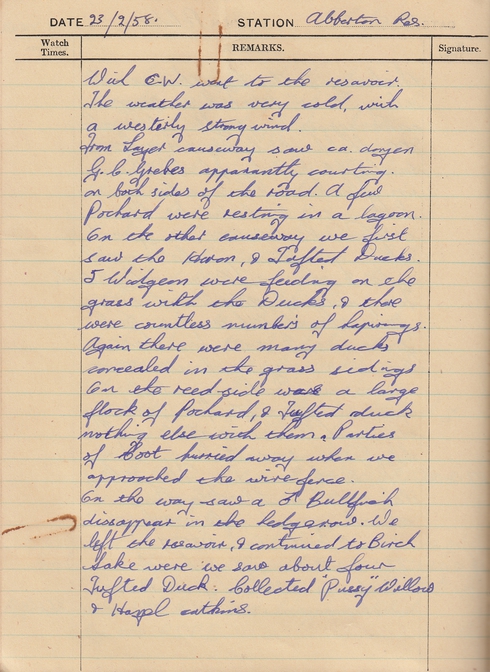 DATE 23/2/58. STATION Abberton Res.
Watch Times. REMARKS. Signature.
With C.W. went to the resavoir.
The weather was very cold, with
a westerly strong wind.
From Layer causeway saw ca. dozen
G.C. Grebes apparantly courting.
on both sides of the road. A few
Pochard were resting in a lagoon.
On the other causeway we first
saw the Heron, & Tufted Ducks.
5 Widgeon were feeding on the
grass with the Ducks, & there
were countless numbers of lapwings.
Again there were many ducks
concealed in the grass sidings
On the reed side were a large
flock of Pochard, & Tufted duck
nothing else with them. Parties
of Coot hurried away when we
approached the wire fence.
On the way saw a Bullfinch
dissappear in the hedgerow. We
left the resavoir, & continued to Birch
Lake were we saw about four
Tufted Duck. Collected "Pussy" Willow
& Hazel catkins.